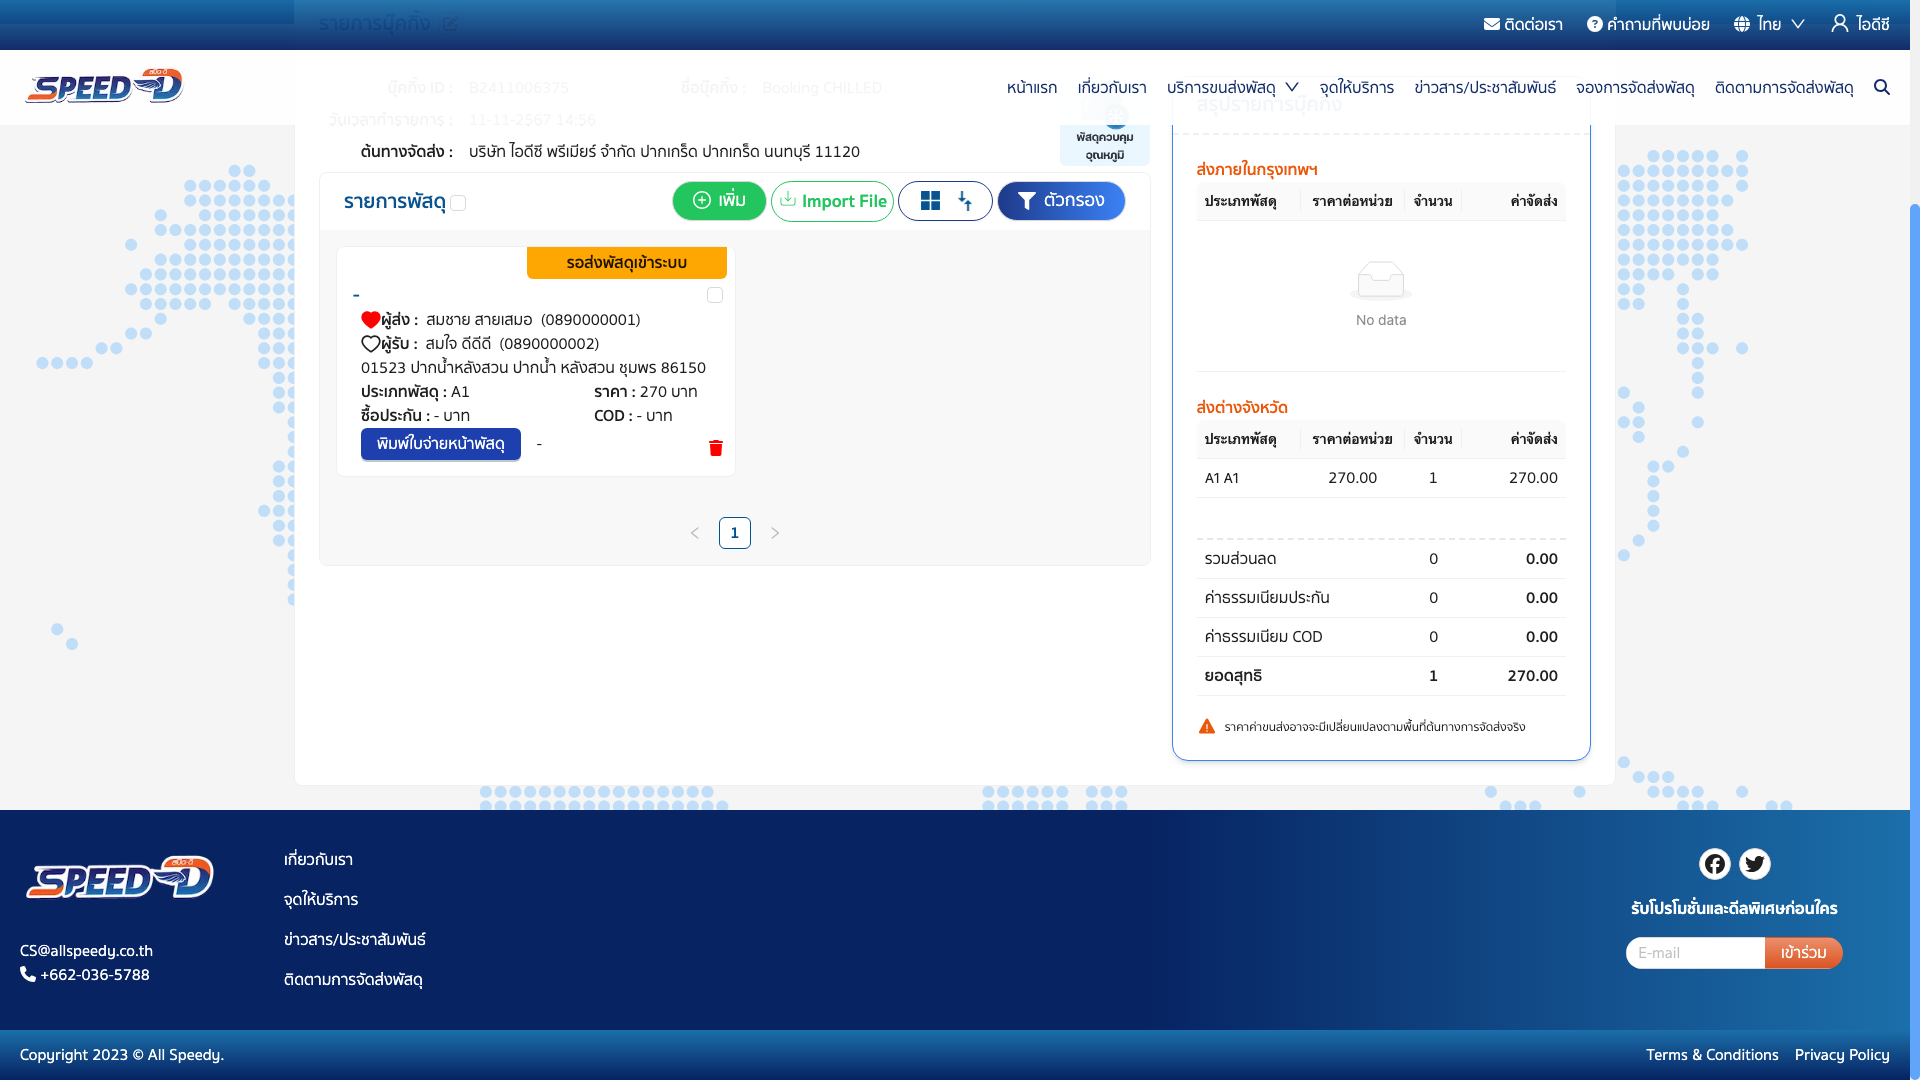 รายการบุ๊คกิ้ง
ติดต่อเรา
คำถามที่พบบ่อย
ไทย
ไอดีซี
SPEED-D
สปีด-ดี
หน้าแรก
เกี่ยวกับเรา
บริการขนส่งพัสดุ
จุดให้บริการ
ข่าวสาร/ประชาสัมพันธ์
จองการจัดส่งพัสดุ
ติดตามการจัดส่งพัสดุ
บุ๊คกิ้ง ID : B2411006375
ชื่อบุ๊คกิ้ง : Booking CHILLED
สรุปรายการบุ๊คกิ้ง
วันเวลาทำรายการ : 11-11-2567 14:56
พัสดุควบคุม
อุณหภูมิ
ต้นทางจัดส่ง : บริษัท ไอดีซี พรีเมียร์ จำกัด ปากเกร็ด ปากเกร็ด นนทบุรี 11120
รายการพัสดุ
เพิ่ม
Import File
ตัวกรอง
รอส่งพัสดุเข้าระบบ
-
ผู้ส่ง : สมชาย สายเสมอ (0890000001)
ผู้รับ : สมใจ ดีดีดี (0890000002)
01523 ปากน้ำหลังสวน ปากน้ำ หลังสวน ชุมพร 86150
ประเภทพัสดุ : A1 ราคา : 270 บาท
ซื้อประกัน : - บาท COD : - บาท
พิมพ์ใบจ่ายหน้าพัสดุ -
1
ส่งภายในกรุงเทพฯ
ประเภทพัสดุ ราคาต่อหน่วย จำนวน ค่าจัดส่ง
No data
ส่งต่างจังหวัด
ประเภทพัสดุ ราคาต่อหน่วย จำนวน ค่าจัดส่ง
A1 A1 270.00 1 270.00
รวมส่วนลด 0 0.00
ค่าธรรมเนียมประกัน 0 0.00
ค่าธรรมเนียม COD 0 0.00
ยอดสุทธิ 1 270.00
ราคาค่าขนส่งอาจจะมีเปลี่ยนแปลงตามพื้นที่ต้นทางการจัดส่งจริง
SPEED-D
สปีด-ดี
CS@allspeedy.co.th
+662-036-5788
เกี่ยวกับเรา
จุดให้บริการ
ข่าวสาร/ประชาสัมพันธ์
ติดตามการจัดส่งพัสดุ
รับโปรโมชั่นและดีลพิเศษก่อนใคร
E-mail เข้าร่วม
Copyright 2023 © All Speedy.
Terms & Conditions Privacy Policy